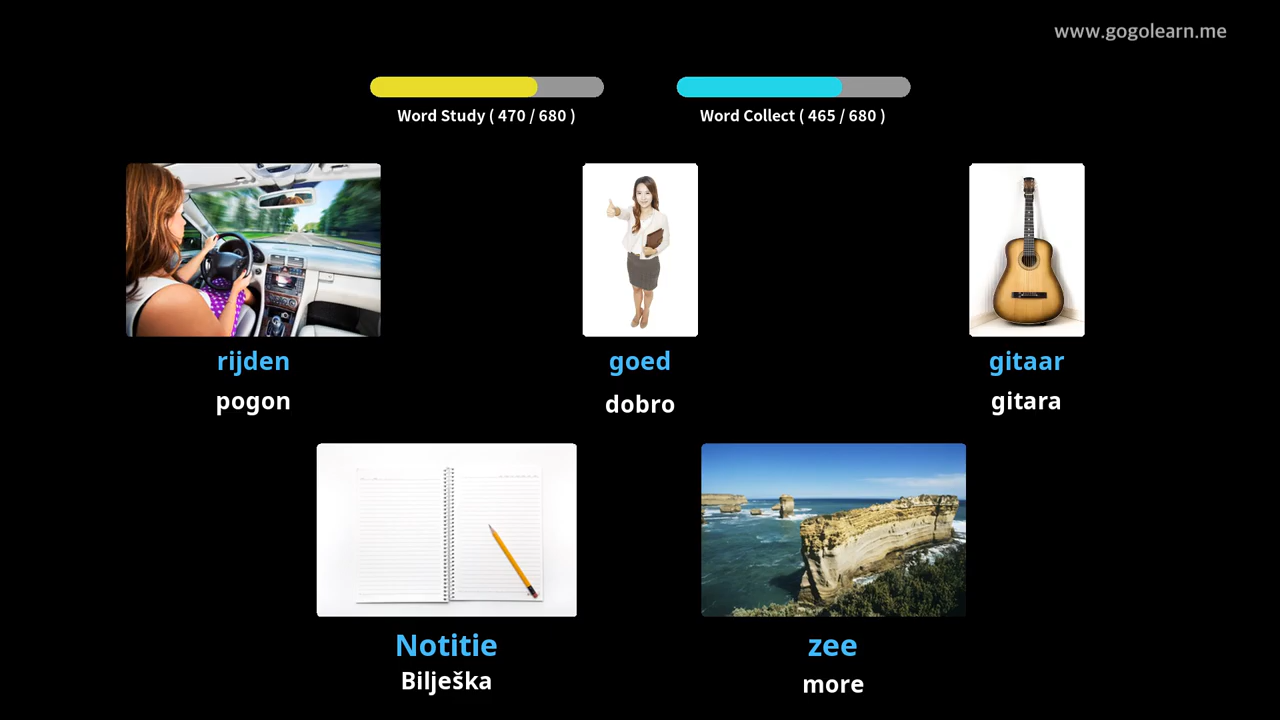 www.gogolearn.me
Word Study ( 470 / 680 )
Word Collect ( 465 / 680 )
rijden
pogon
goed
dobro
gitaar
gitara
Notitie
Bilješka
zee
more